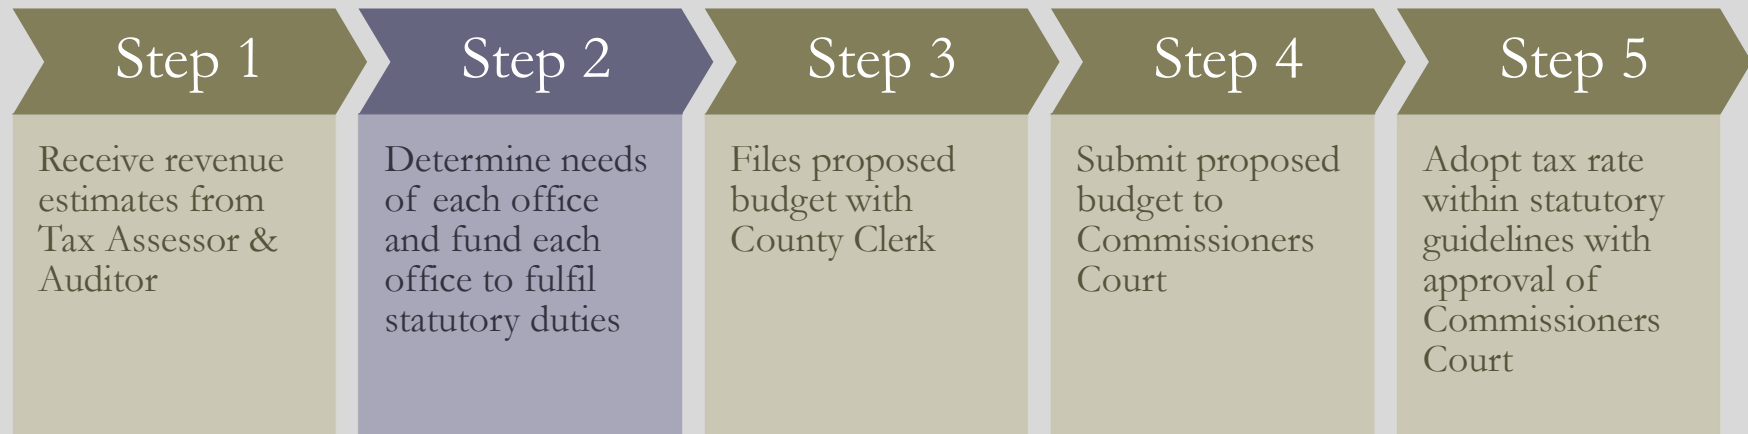 Step 1
Receive revenue
estimates from
Tax Assessor &
Auditor
Step 2
Determine needs
of each office
and fund each
office to fulfil
statutory duties
Step 3
Files proposed
budget with
County Clerk
Step 4
Submit proposed
budget to
Commissioners
Court
Step 5
Adopt tax rate
within statutory
guidelines with
approval of
Commissioners
Court